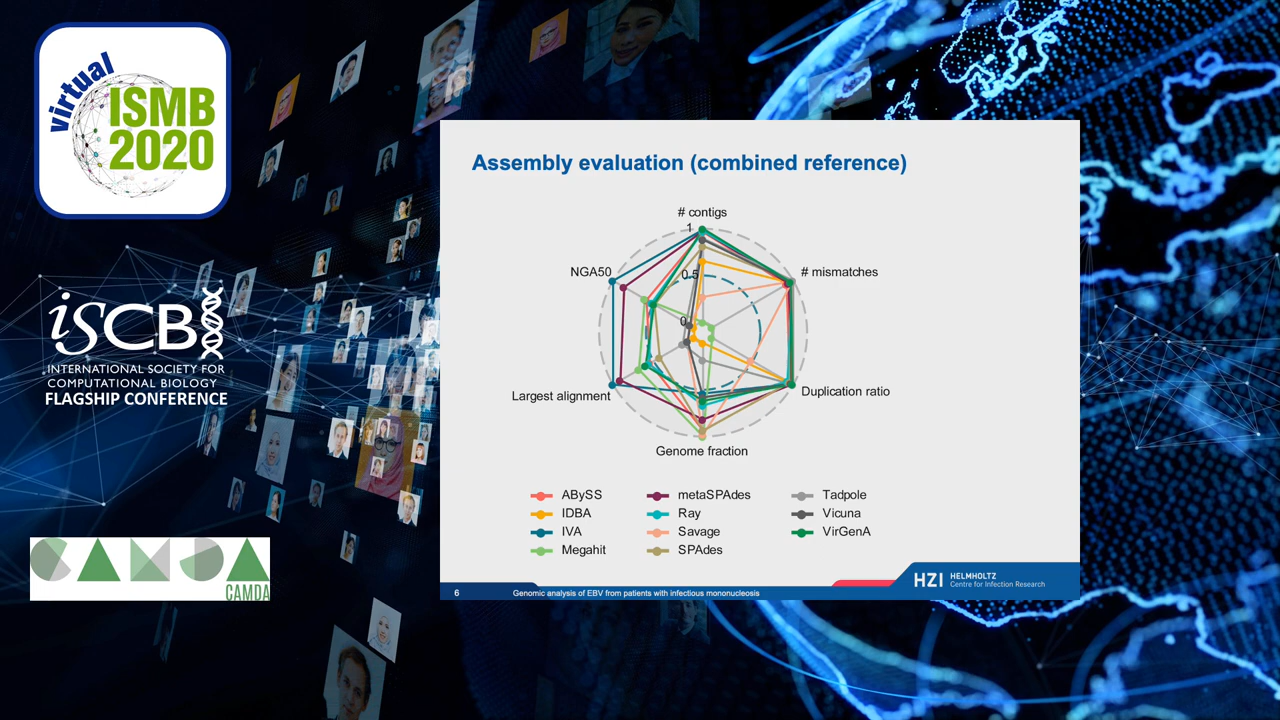 virtual
ISMB
2020
iSCB
INTERNATIONAL SOCIETY FOR
COMPUTATIONAL BIOLOGY
FLAGSHIP CONFERENCE
CAMDA
CAMDA
Assembly evaluation (combined reference)
# contigs
1
NGA50
# mismatches
0.5
0
Largest alignment
Duplication ratio
Genome fraction
ABySS
metaSPAdes
Tadpole
IDBA
Ray
Vicuna
IVA
Savage
VirGenA
Megahit
SPAdes
HZI
HELMHOLTZ
Centre for Infection Research
6
Genomic analysis of EBV from patients with infectious mononucleosis